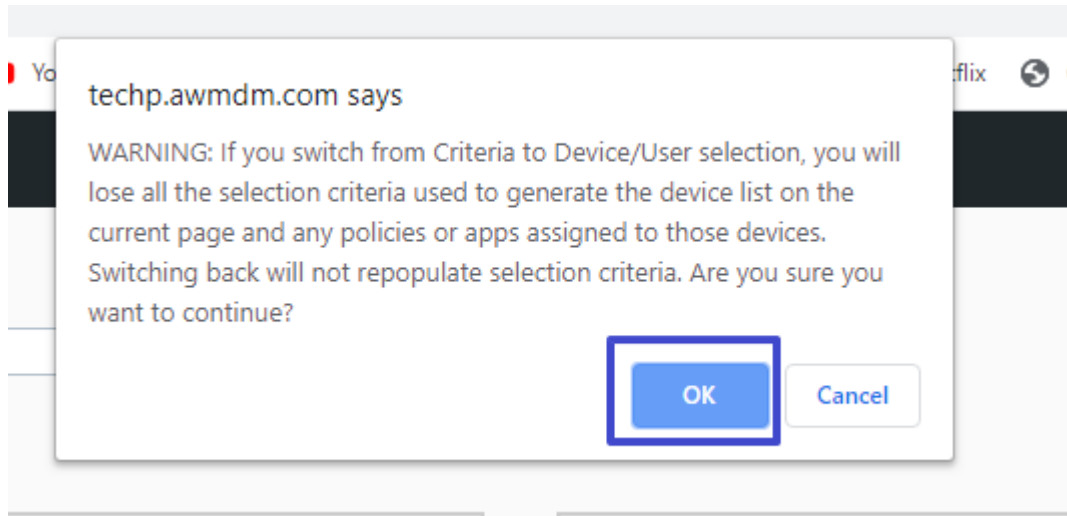 Yo
tflix
techp.awmdm.com says
WARNING: If you switch from Criteria to Device/User selection, you will
lose all the selection criteria used to generate the device list on the
current page and any policies or apps assigned to those devices.
Switching back will not repopulate selection criteria. Are you sure you
want to continue?
OK
Cancel